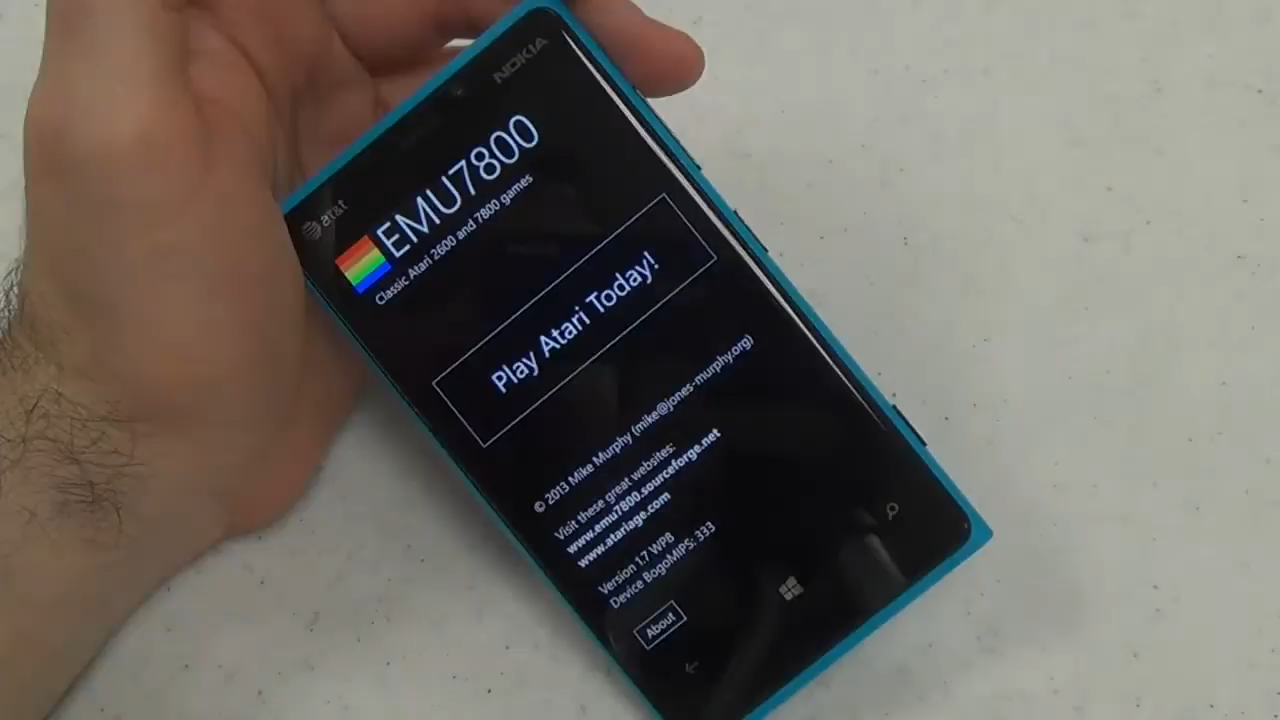 NOKIA
at&t
EMU7800
Classic Atari 2600 and 7800 games
Play Atari Today!
© 2013 Mike Murphy (mike@jones-murphy.org)
Visit these great websites:
www.emu7800.sourceforge.net
www.atariage.com
Version 1.7 WP8
Device BogoMIPS: 333
About